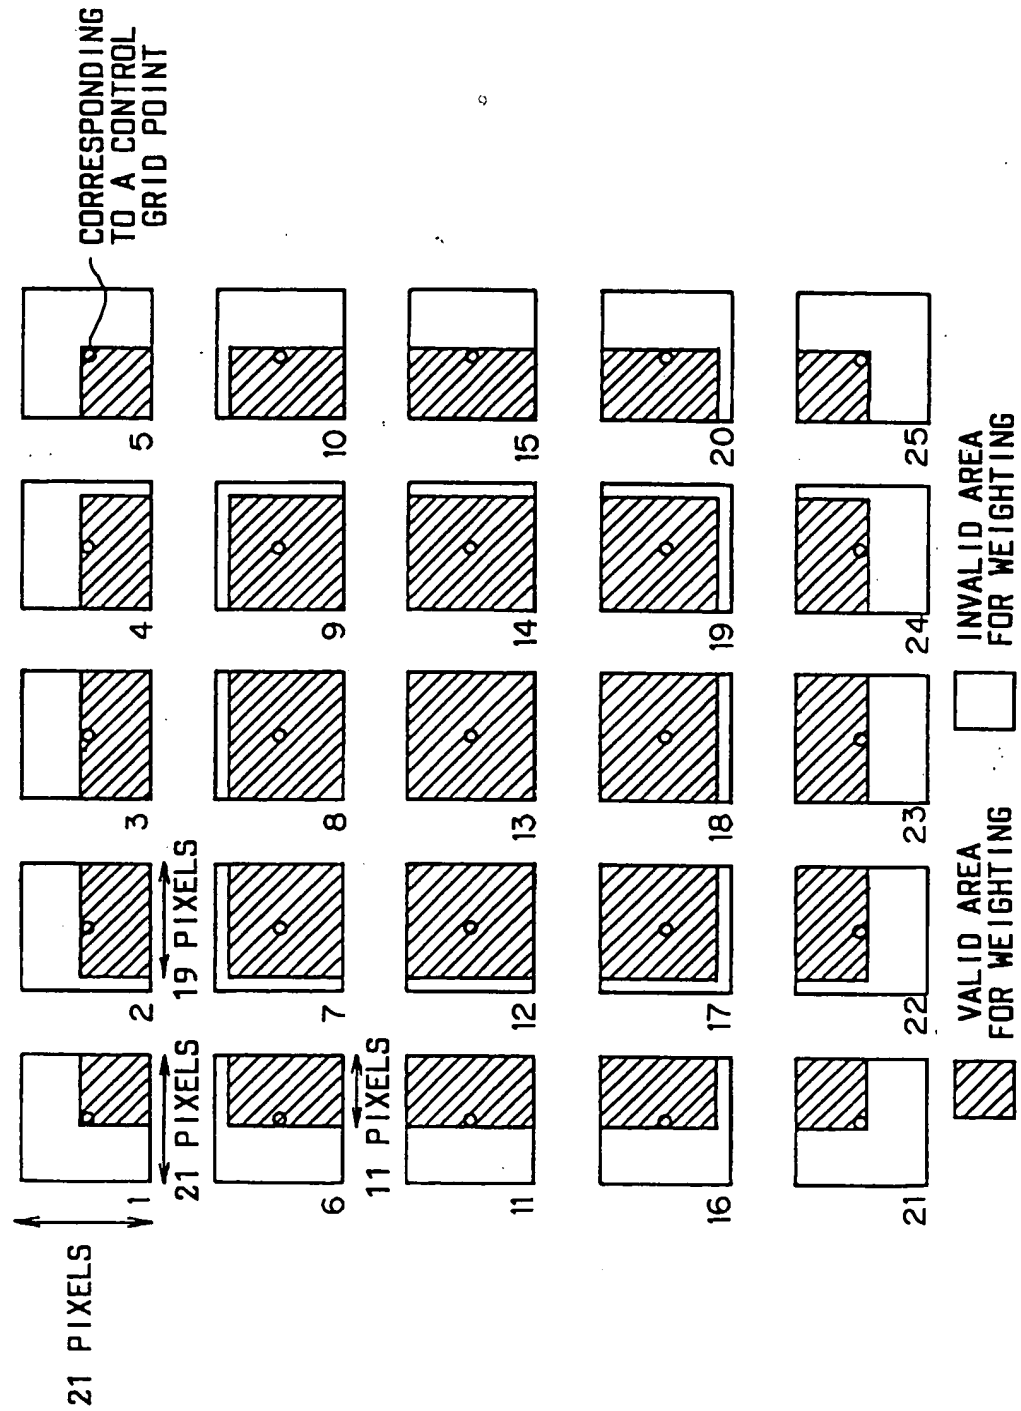 21 PIXELS
CORRESPONDING
TO A CONTROL
GRID POINT
1 2 3 4 5
21 PIXELS 19 PIXELS
6 7 8 9 10
11 PIXELS
11 12 13 14 15
16 17 18 19 20
21 22 23 24 25
VALID AREA
FOR WEIGHTING
INVALID AREA
FOR WEIGHTING